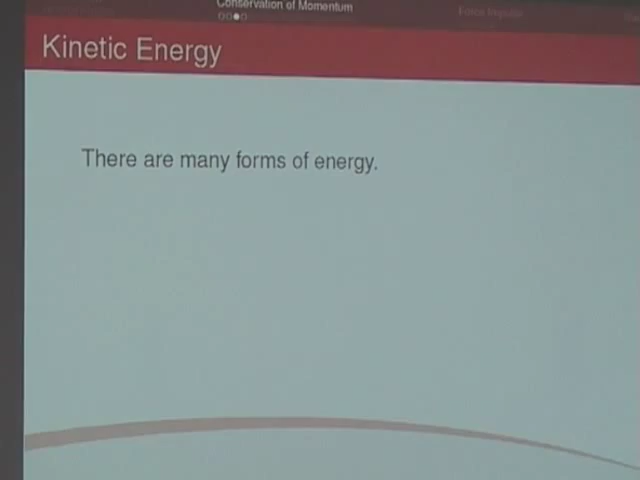 Conservation of Momentum
Kinetic Energy
There are many forms of energy.